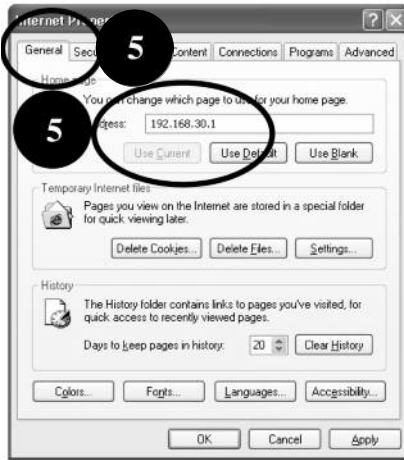 Internet Prope
General Secu 5 Content Connections Programs Advanced
Home page
You can change which page to use for your home page.
5 dress: 192.168.30.1
Use Current Use Default Use Blank
Temporary Internet files
Pages you view on the Internet are stored in a special folder
for quick viewing later.
Delete Cookies... Delete Files... Settings...
History
The History folder contains links to pages you've visited, for
quick access to recently viewed pages.
Days to keep pages in history: 20 Clear History
Colors... Fonts... Languages... Accessibility...
OK Cancel Apply